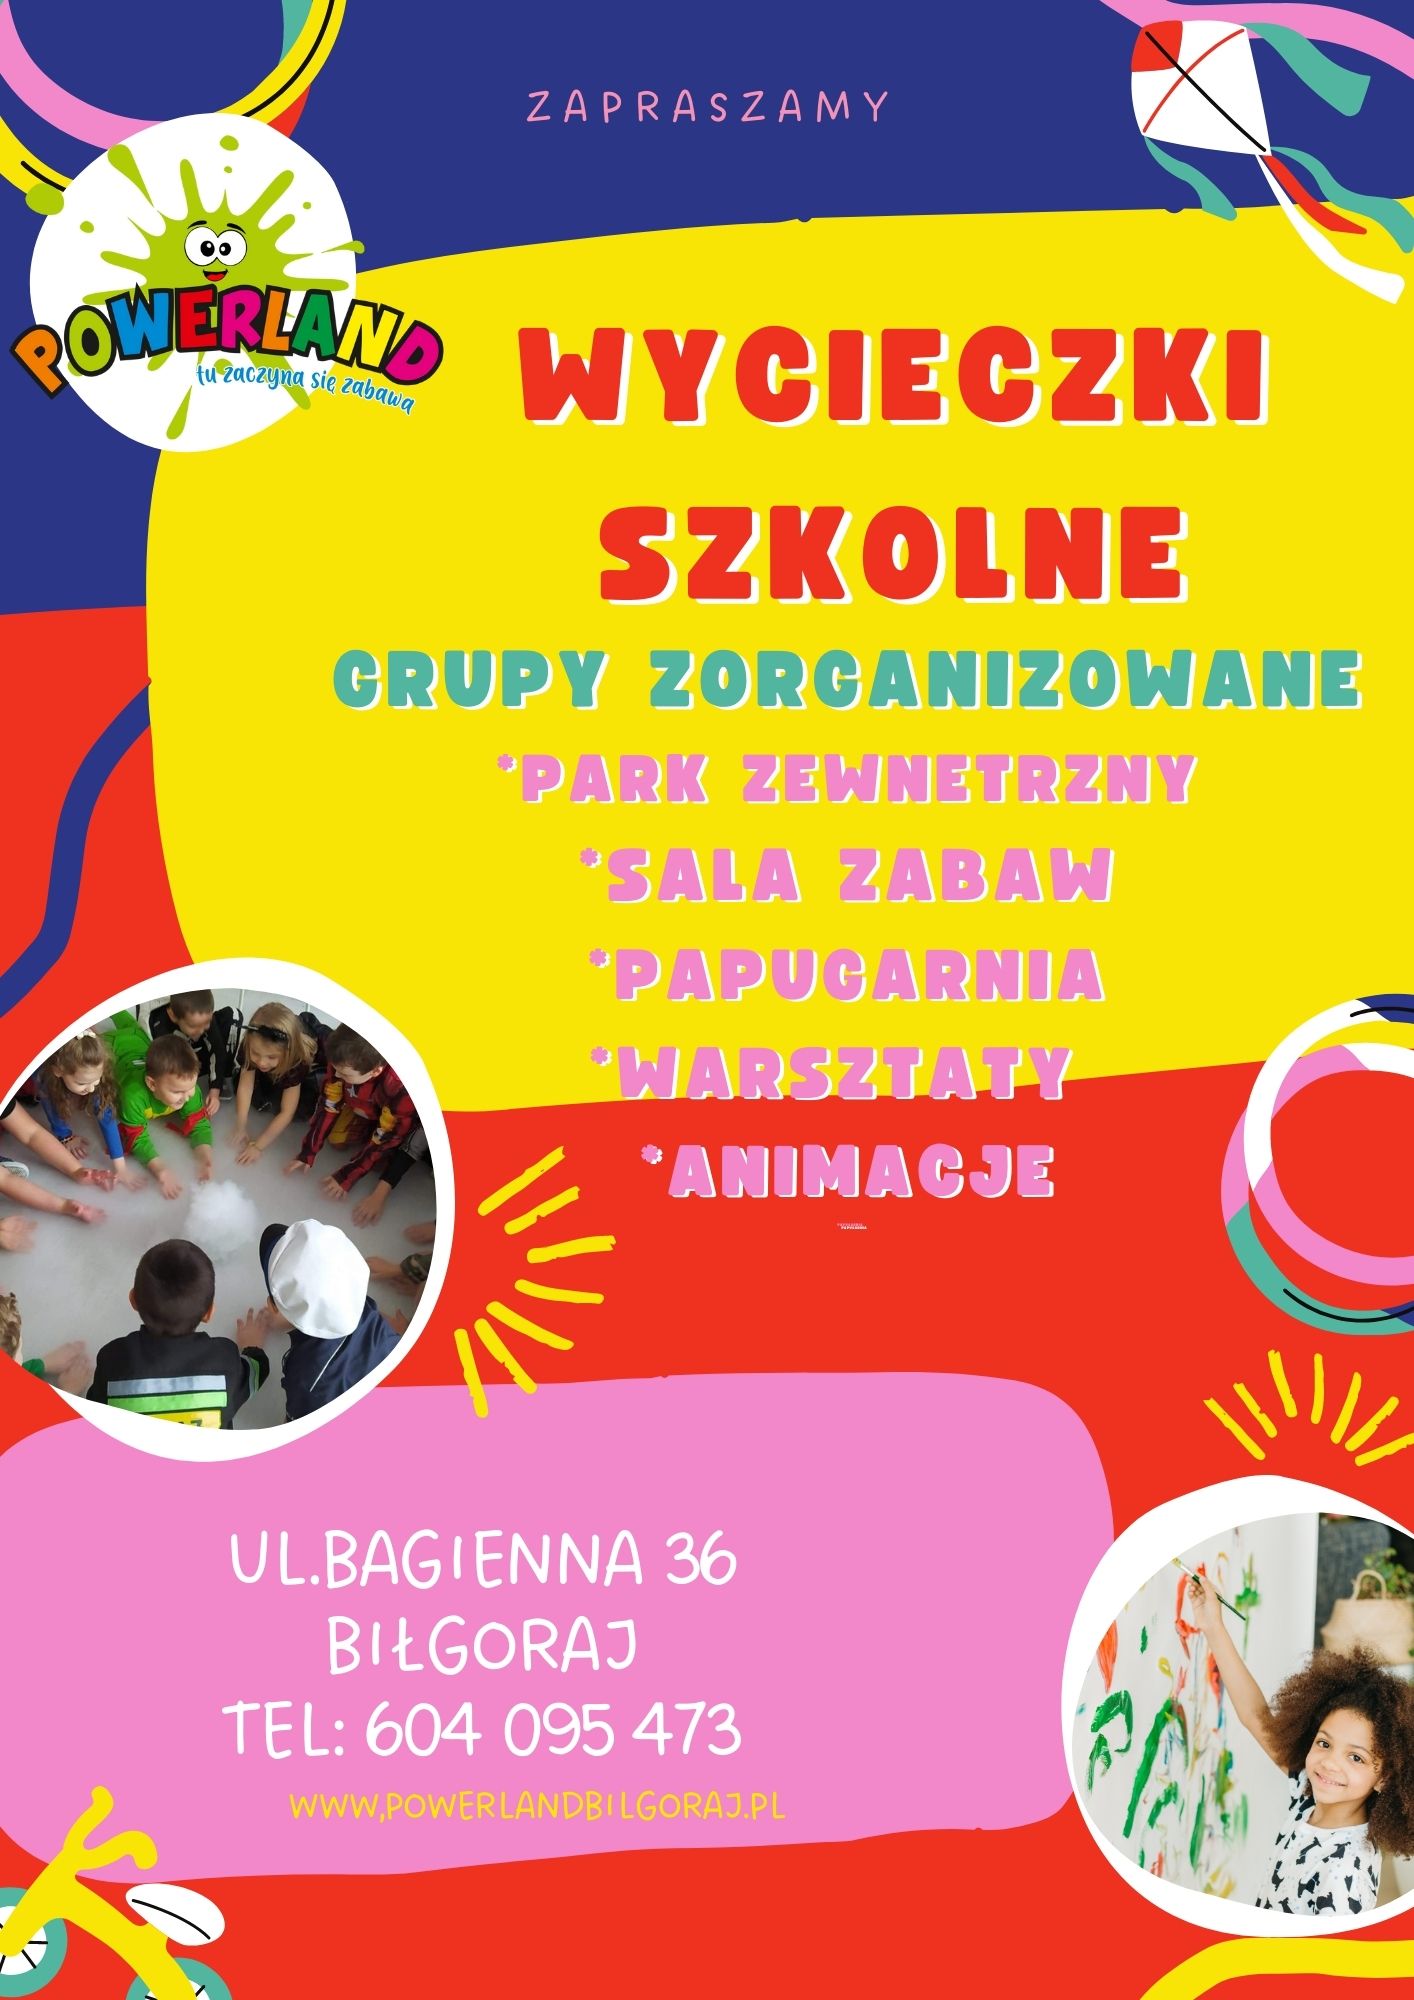 ZAPRASZAMY
POWERLAND
tu zaczyna się zabawa
WYCIECZKI
SZKOLNE
GRUPY ZORGANIZOWANE
*PARK ZEWNETRZNY
*SALA ZABAW
*PAPUGARNIA
*WARSZTATY
*ANIMACJE
UL.BAGIENNA 36
BIŁGORAJ
TEL: 604 095 473
WWW,POWERLANDBILGORAJ.PL